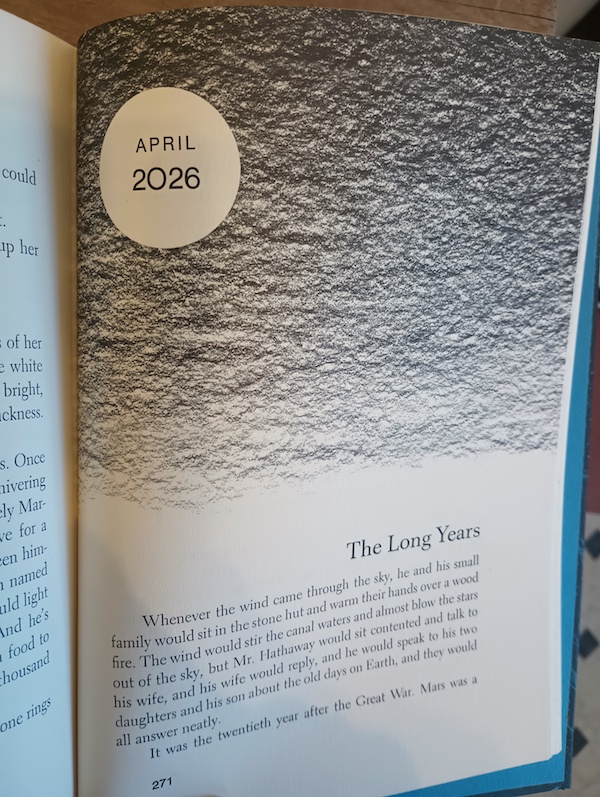 could
t.
up her
s of her
e white
bright,
ckness.
s. Once
nivering
ely Mar-
ve for a
een him-
n named
uld light
And he's
food to
thousand
one rings
APRIL
2026
The Long Years
Whenever the wind came through the sky, he and his small
family would sit in the stone hut and warm their hands over a wood
fire. The wind would stir the canal waters and almost blow the stars
out of the sky, but Mr. Hathaway would sit contented and talk to
his wife, and his wife would reply, and he would speak to his two
daughters and his son about the old days on Earth, and they would
all answer neatly.
It was the twentieth year after the Great War. Mars was a
271